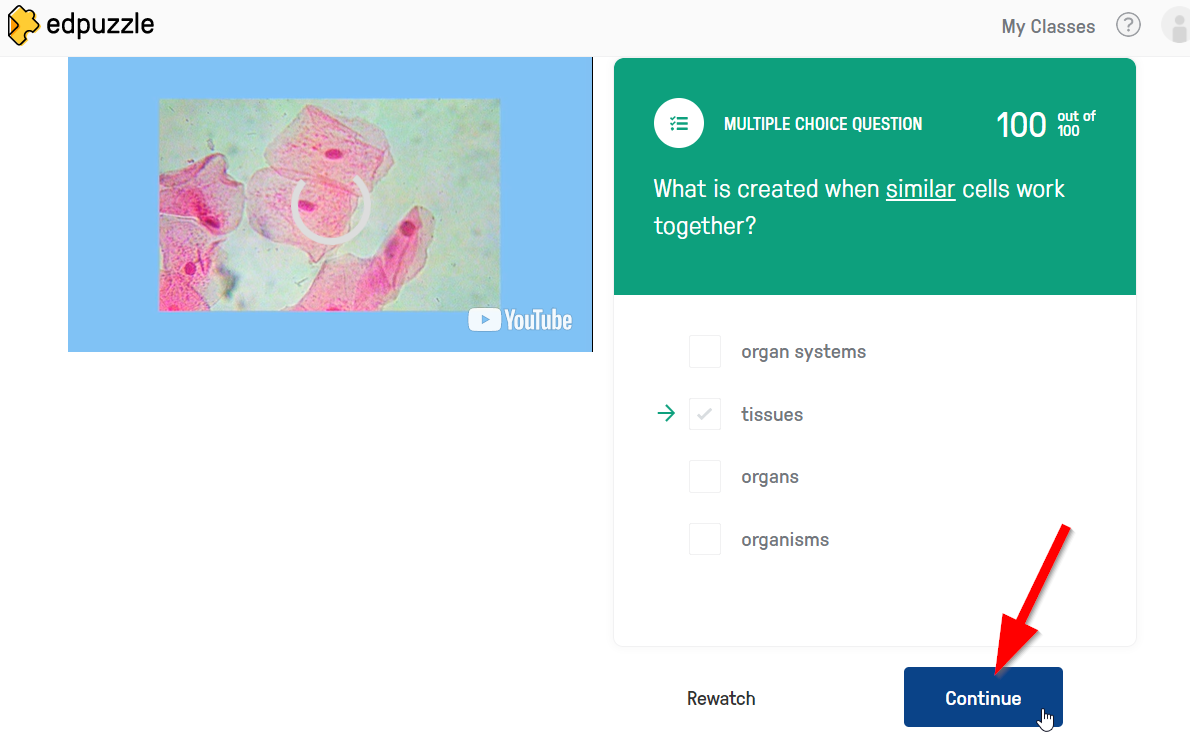 edpuzzle
My Classes
?
YouTube
MULTIPLE CHOICE QUESTION
100 out of 100
What is created when similar cells work
together?
organ systems
tissues
organs
organisms
Rewatch
Continue